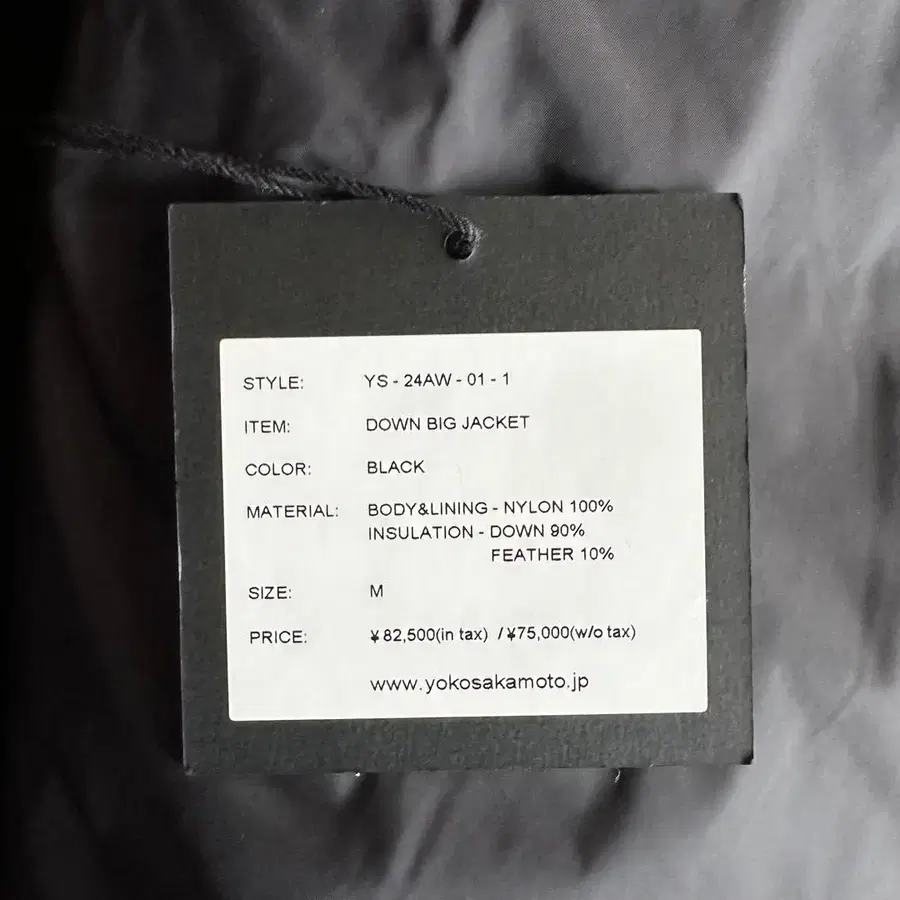 STYLE: YS - 24AW - 01 - 1
ITEM: DOWN BIG JACKET
COLOR: BLACK
MATERIAL: BODY&LINING - NYLON 100%
INSULATION - DOWN 90%
FEATHER 10%
SIZE: M
PRICE: ¥82,500(in tax) /¥75,000(w/o tax)
www.yokosakamoto.jp